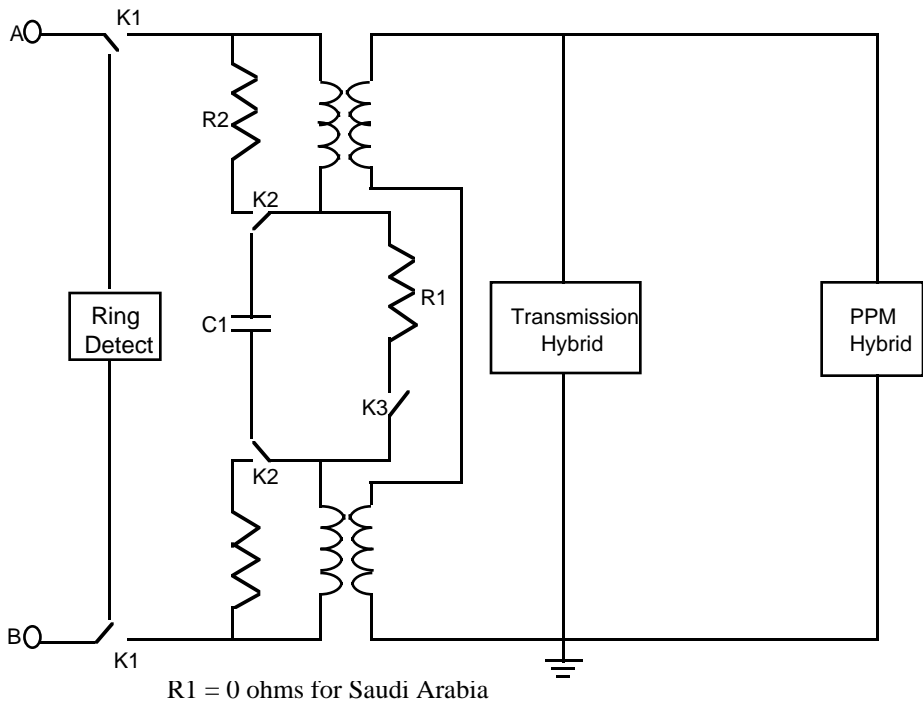 K1
A
R2
K2
R1
Ring
Detect
C1
Transmission
Hybrid
PPM
Hybrid
K3
K2
B
K1
R1 = 0 ohms for Saudi Arabia